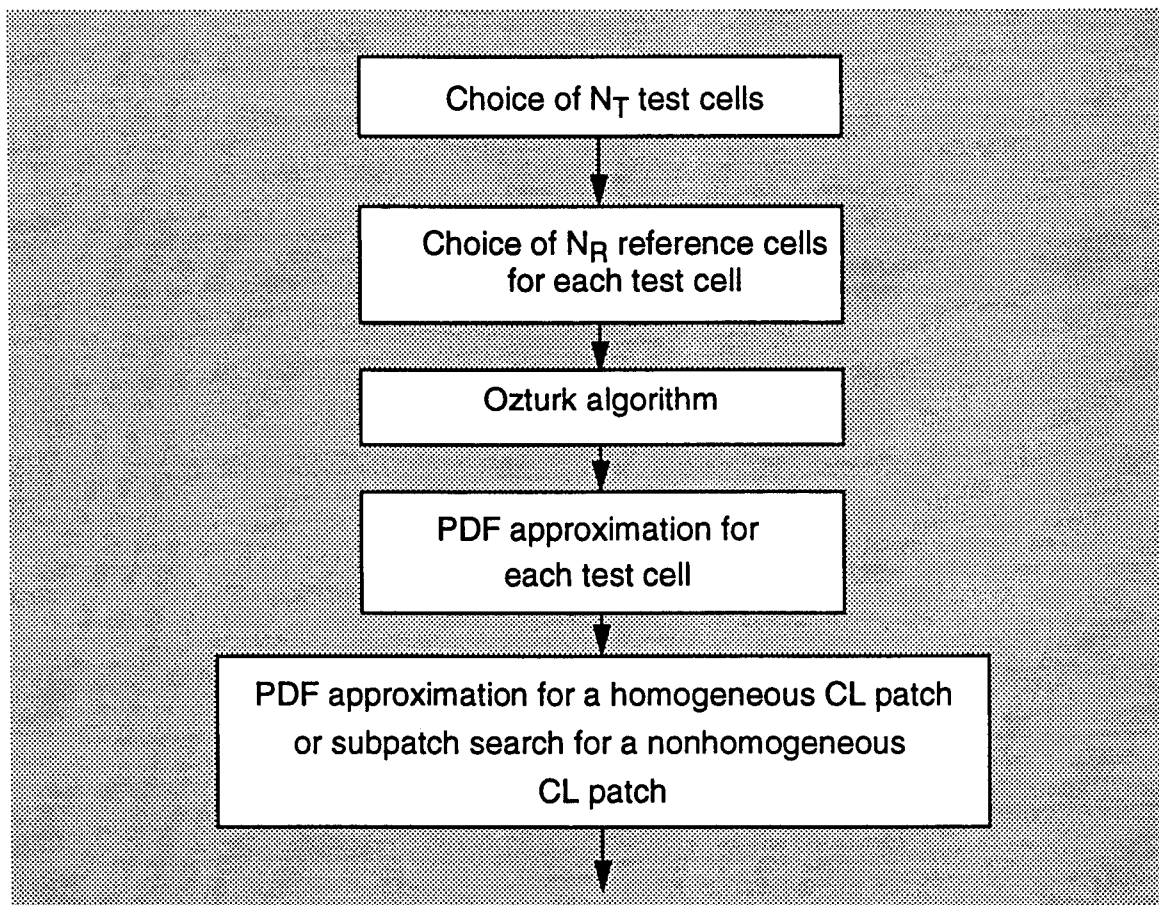 Choice of N_T test cells
Choice of N_R reference cells
for each test cell
Ozturk algorithm
PDF approximation for
each test cell
PDF approximation for a homogeneous CL patch
or subpatch search for a nonhomogeneous
CL patch